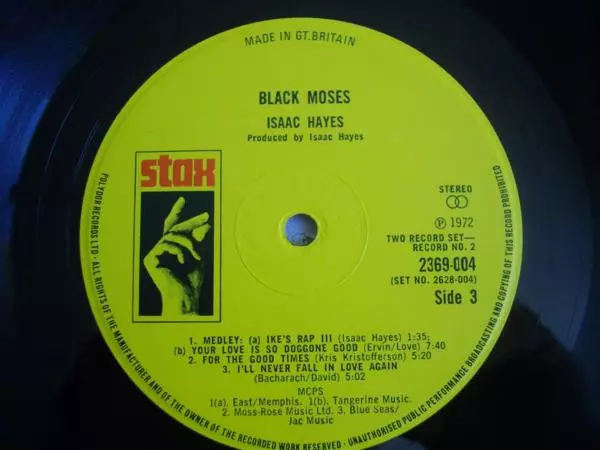 MADE IN GT. BRITAIN
BLACK MOSES
ISAAC HAYES
Produced by Isaac Hayes
stax
STEREO
Ⓟ 1972
TWO RECORD SET—
RECORD NO. 2
2369-004
(SET NO. 2628-004)
Side 3
1. MEDLEY: (a) IKE'S RAP III (Isaac Hayes) 1:35;
(b) YOUR LOVE IS SO DOGGONE GOOD (Ervin/Love) 7:40
2. FOR THE GOOD TIMES (Kris Kristofferson) 5:20
3. I'LL NEVER FALL IN LOVE AGAIN
(Bacharach/David) 5:02
MCPS
1(a). East/Memphis. 1(b). Tangerine Music.
2. Moss-Rose Music Ltd. 3. Blue Seas/
Jac Music
POLYDOR RECORDS LTD · ALL RIGHTS OF THE MANUFACTURER AND OF THE OWNER OF THE RECORDED WORK RESERVED · UNAUTHORISED PUBLIC PERFORMANCE BROADCASTING AND COPYING OF THIS RECORD PROHIBITED